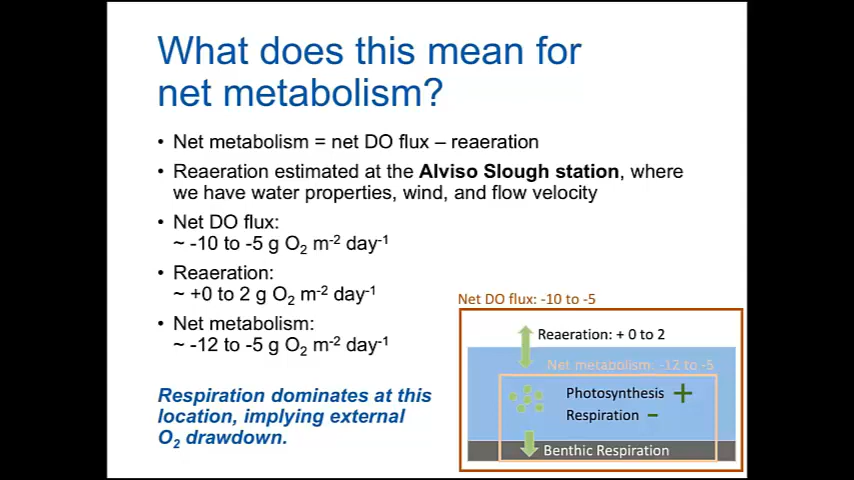 What does this mean for
net metabolism?
• Net metabolism = net DO flux – reaeration
• Reaeration estimated at the Alviso Slough station, where
we have water properties, wind, and flow velocity
• Net DO flux:
~ -10 to -5 g O₂ m⁻² day⁻¹
• Reaeration:
~ +0 to 2 g O₂ m⁻² day⁻¹
• Net metabolism:
~ -12 to -5 g O₂ m⁻² day⁻¹
Respiration dominates at this
location, implying external
O₂ drawdown.
Net DO flux: -10 to -5
Reaeration: + 0 to 2
Net metabolism: -12 to -5
Photosynthesis +
Respiration –
Benthic Respiration